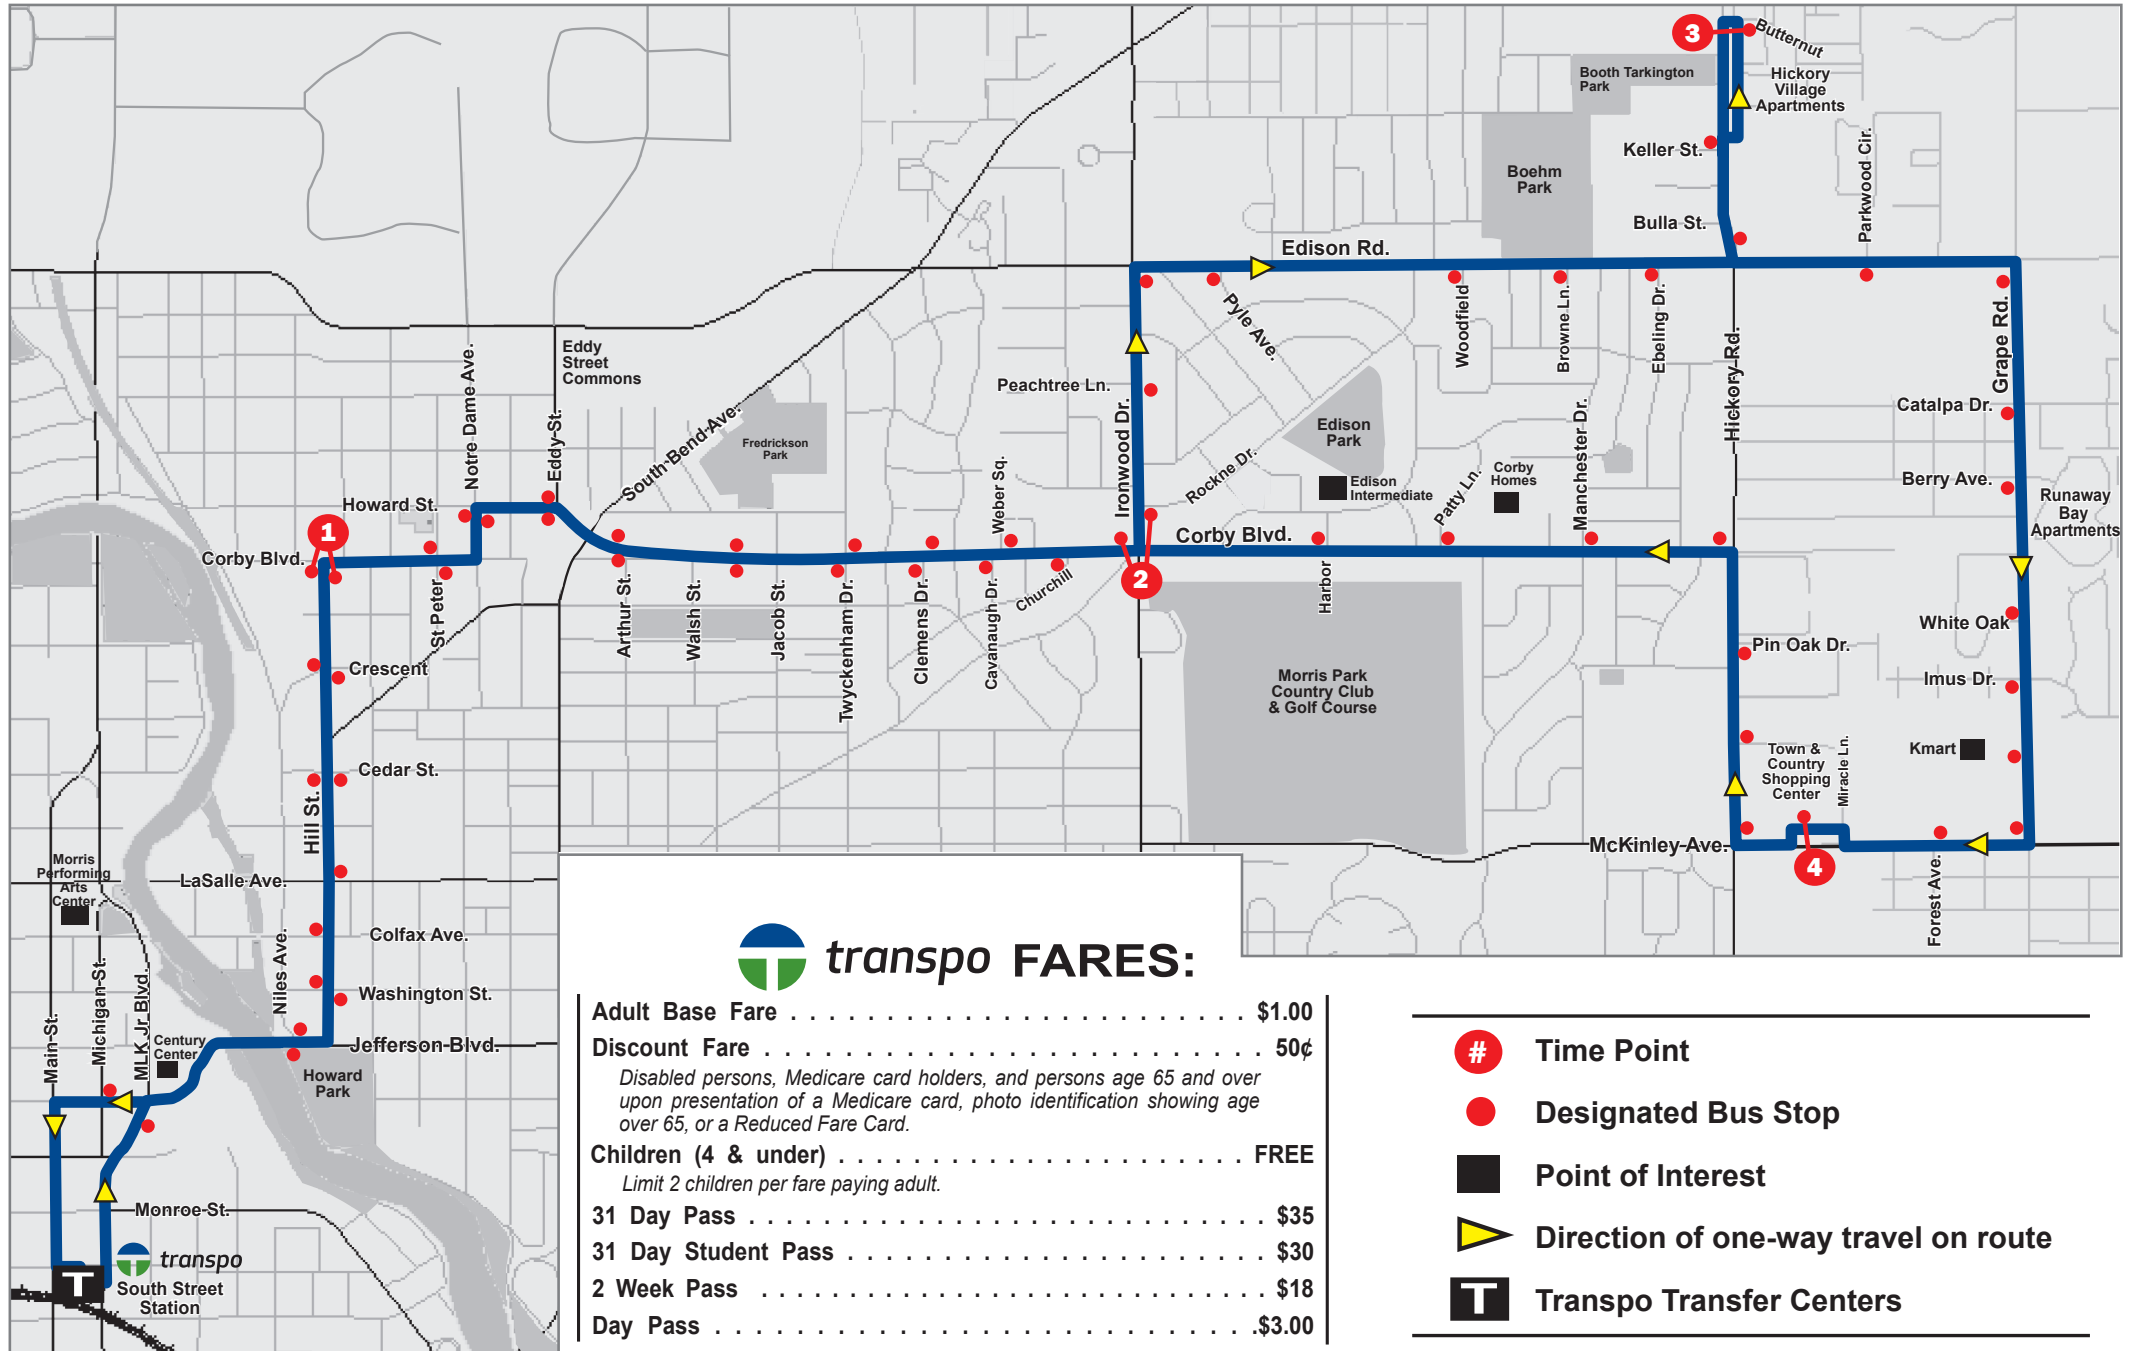 3
Butternut
Booth Tarkington
Park
Hickory
Village
Apartments
Keller St.
Boehm
Park
Parkwood Cir.
Bulla St.
Edison Rd.
Pyle Ave.
Woodfield
Browne Ln.
Ebeling Dr.
Hickory Rd.
Grape Rd.
Eddy
Street
Commons
Notre Dame Ave.
Eddy St.
South Bend Ave.
Fredrickson
Park
Peachtree Ln.
Ironwood Dr.
Edison
Park
Rockne Dr.
Edison
Intermediate
Patty Ln.
Corby
Homes
Manchester Dr.
Catalpa Dr.
Berry Ave.
Runaway
Bay
Apartments
Howard St.
1
Corby Blvd.
Weber Sq.
Corby Blvd.
2
St Peter
Arthur St.
Walsh St.
Jacob St.
Twyckenham Dr.
Clemens Dr.
Cavanaugh Dr.
Churchill
Harbor
White Oak
Pin Oak Dr.
Imus Dr.
Crescent
Morris Park
Country Club
& Golf Course
Town &
Country
Shopping
Center
Miracle Ln.
Kmart
Cedar St.
Hill St.
McKinley Ave.
4
Forest Ave.
Morris
Performing
Arts
Center
LaSalle Ave.
Colfax Ave.
Niles Ave.
Washington St.
Main St.
Michigan St.
MLK Jr Blvd.
Century
Center
Jefferson Blvd.
Howard
Park
Monroe St.
transpo
T
South Street
Station
transpo FARES:
Adult Base Fare . . . . . . . . . . . . . . . . . . . . . . . . $1.00
Discount Fare . . . . . . . . . . . . . . . . . . . . . . . . . . 50¢
Disabled persons, Medicare card holders, and persons age 65 and over
upon presentation of a Medicare card, photo identification showing age
over 65, or a Reduced Fare Card.
Children (4 & under) . . . . . . . . . . . . . . . . . . . . . FREE
Limit 2 children per fare paying adult.
31 Day Pass . . . . . . . . . . . . . . . . . . . . . . . . . . . $35
31 Day Student Pass . . . . . . . . . . . . . . . . . . . . . . $30
2 Week Pass . . . . . . . . . . . . . . . . . . . . . . . . . . . $18
Day Pass . . . . . . . . . . . . . . . . . . . . . . . . . . . . .$3.00
# Time Point
Designated Bus Stop
Point of Interest
Direction of one-way travel on route
T Transpo Transfer Centers